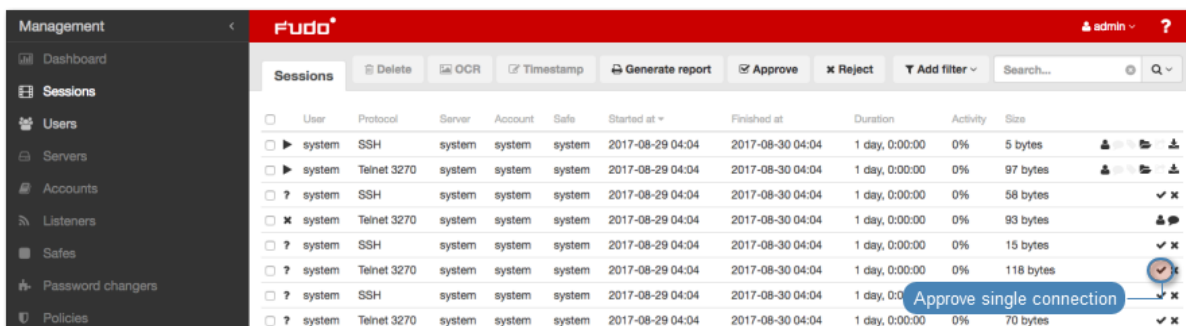 Management
Fudo
admin
?
Dashboard
Sessions
Users
Servers
Accounts
Listeners
Safes
Password changers
Policies
Sessions Delete OCR Timestamp Generate report Approve Reject Add filter Search...
User Protocol Server Account Safe Started at Finished at Duration Activity Size
system SSH system system system 2017-08-29 04:04 2017-08-30 04:04 1 day, 0:00:00 0% 5 bytes
system Telnet 3270 system system system 2017-08-29 04:04 2017-08-30 04:04 1 day, 0:00:00 0% 97 bytes
? system SSH system system system 2017-08-29 04:04 2017-08-30 04:04 1 day, 0:00:00 0% 58 bytes
system Telnet 3270 system system system 2017-08-29 04:04 2017-08-30 04:04 1 day, 0:00:00 0% 93 bytes
? system SSH system system system 2017-08-29 04:04 2017-08-30 04:04 1 day, 0:00:00 0% 15 bytes
? system Telnet 3270 system system system 2017-08-29 04:04 2017-08-30 04:04 1 day, 0:00:00 0% 118 bytes
? system SSH system system system 2017-08-29 04:04 2017-08-30 04:04 1 day,
Approve single connection
? system Telnet 3270 system system system 2017-08-29 04:04 2017-08-30 04:04 1 day, 0:00:00 0% 70 bytes